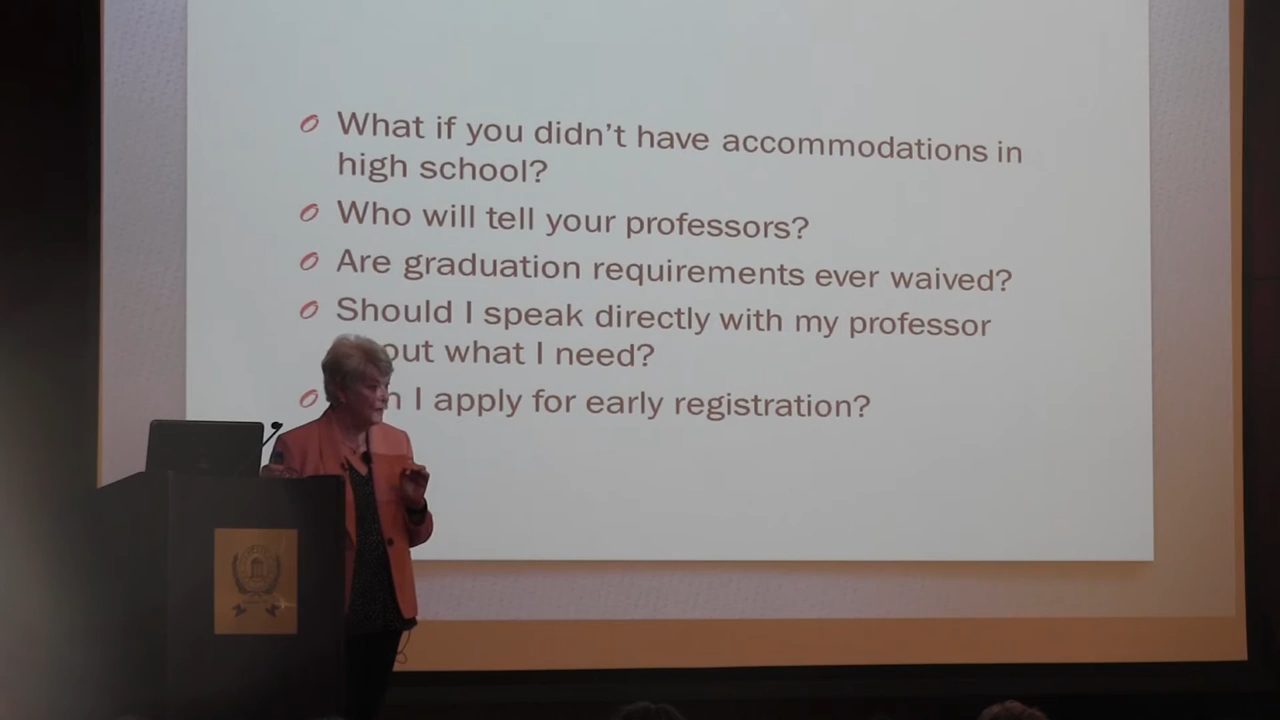 What if you didn't have accommodations in
high school?
Who will tell your professors?
Are graduation requirements ever waived?
Should I speak directly with my professor
what I need?
I apply for early registration?